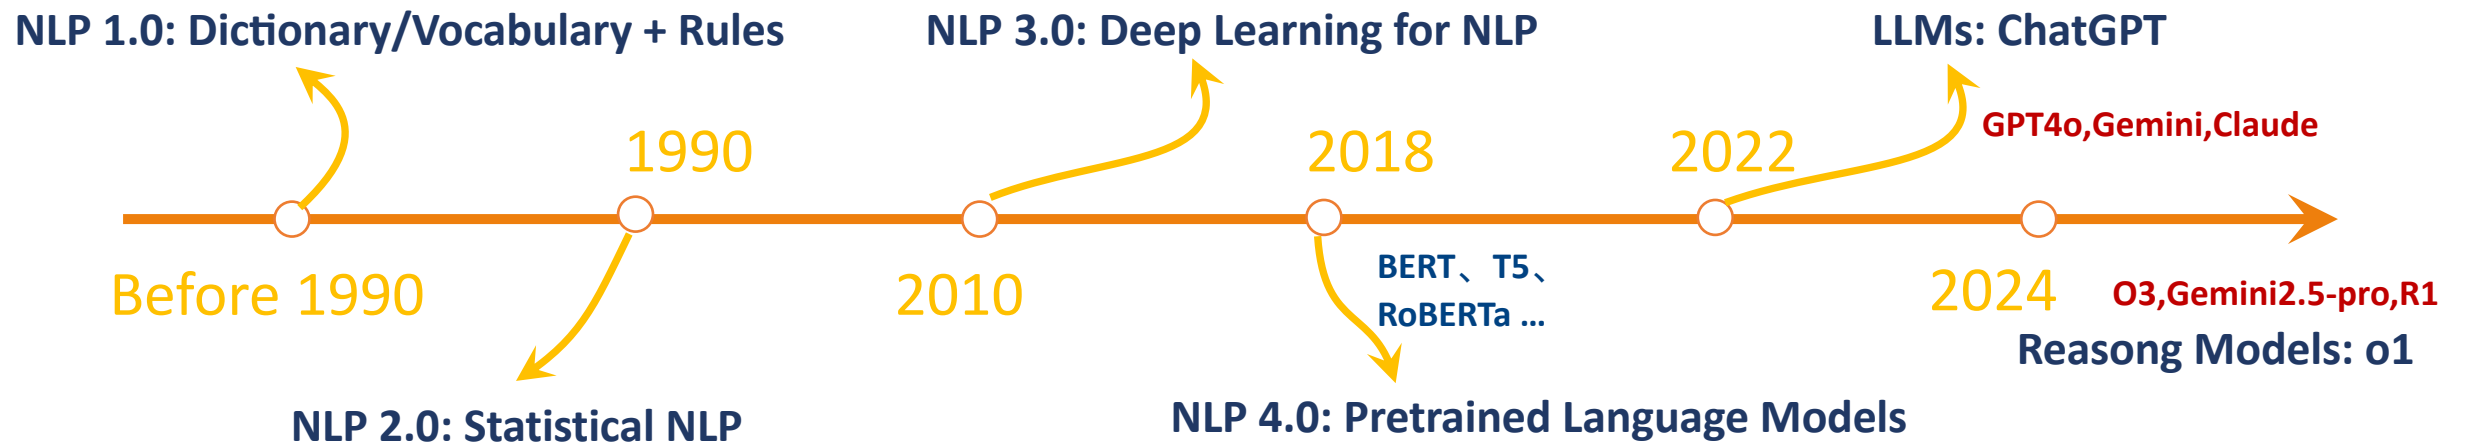 NLP 1.0: Dictionary/Vocabulary + Rules
NLP 3.0: Deep Learning for NLP
LLMs: ChatGPT
GPT4o,Gemini,Claude
1990
2018
2022
Before 1990
2010
BERT、T5、
RoBERTa ...
2024
O3,Gemini2.5-pro,R1
Reasong Models: o1
NLP 2.0: Statistical NLP
NLP 4.0: Pretrained Language Models